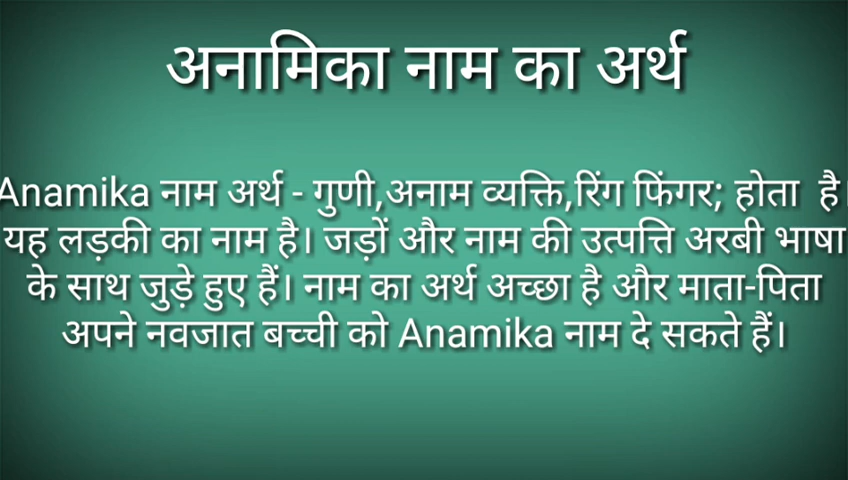 अनामिका नाम का अर्थ
Anamika नाम अर्थ - गुणी,अनाम व्यक्ति,रिंग फिंगर; होता है।
यह लड़की का नाम है। जड़ों और नाम की उत्पत्ति अरबी भाषा
के साथ जुड़े हुए हैं। नाम का अर्थ अच्छा है और माता-पिता
अपने नवजात बच्ची को Anamika नाम दे सकते हैं।